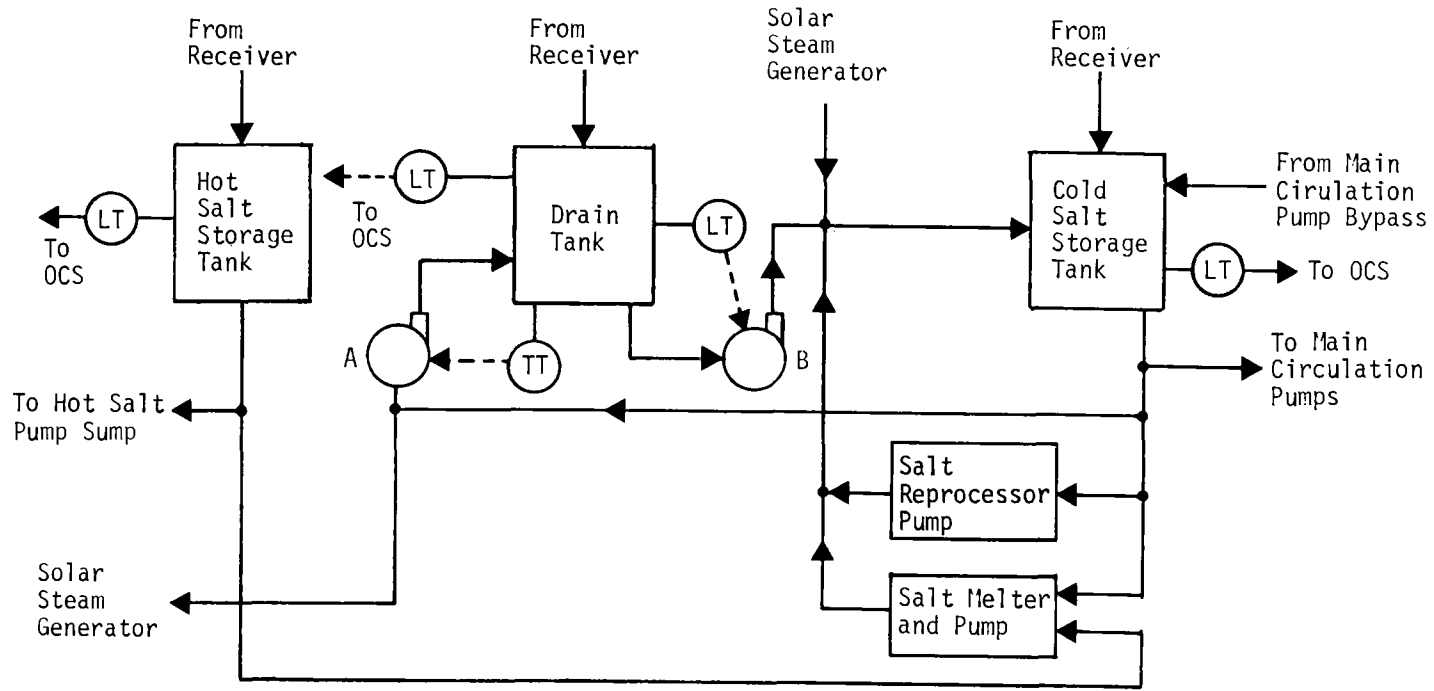 From
Receiver
From
Receiver
Solar
Steam
Generator
From
Receiver
Hot
Salt
Storage
Tank
LT
To
OCS
LT
To
OCS
Drain
Tank
LT
Cold
Salt
Storage
Tank
From Main
Cirulation
Pump Bypass
LT
To OCS
A
TT
B
To Main
Circulation
Pumps
To Hot Salt
Pump Sump
Salt
Reprocessor
Pump
Solar
Steam
Generator
Salt Melter
and Pump